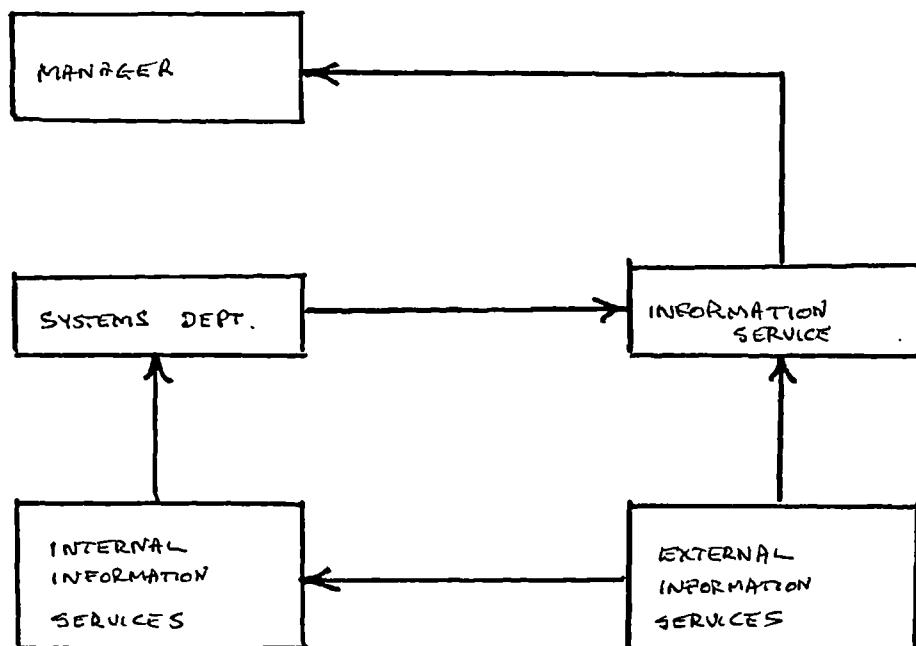 MANAGER
SYSTEMS DEPT.
INFORMATION
SERVICE
INTERNAL
INFORMATION
SERVICES
EXTERNAL
INFORMATION
SERVICES